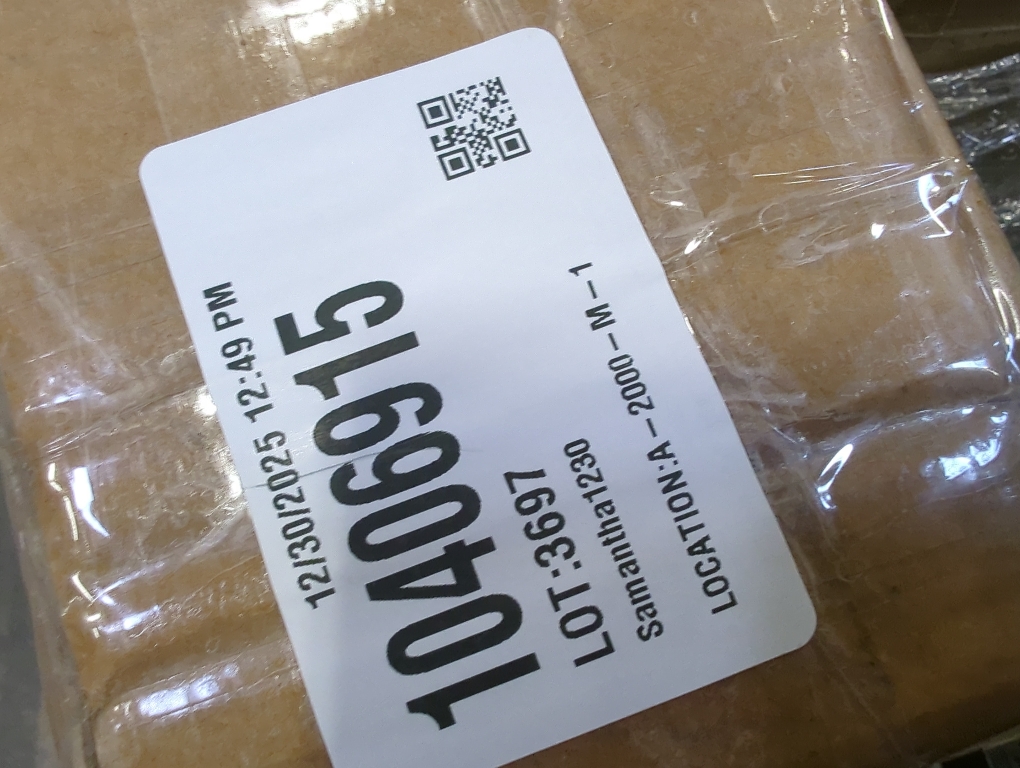 12/30/2025 12:49 PM
10406915
LOT:3697
Samantha1230
LOCATION:A – 2000 – M – 1